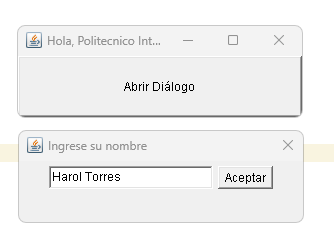 Hola, Politecnico Int...
Abrir Diálogo
Ingrese su nombre
Harol Torres
Aceptar